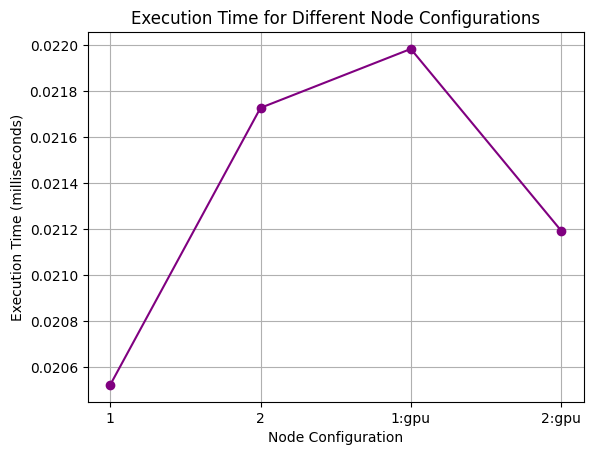 Execution Time for Different Node Configurations
Execution Time (milliseconds)
0.0220
0.0218
0.0216
0.0214
0.0212
0.0210
0.0208
0.0206
1
2
1:gpu
2:gpu
Node Configuration